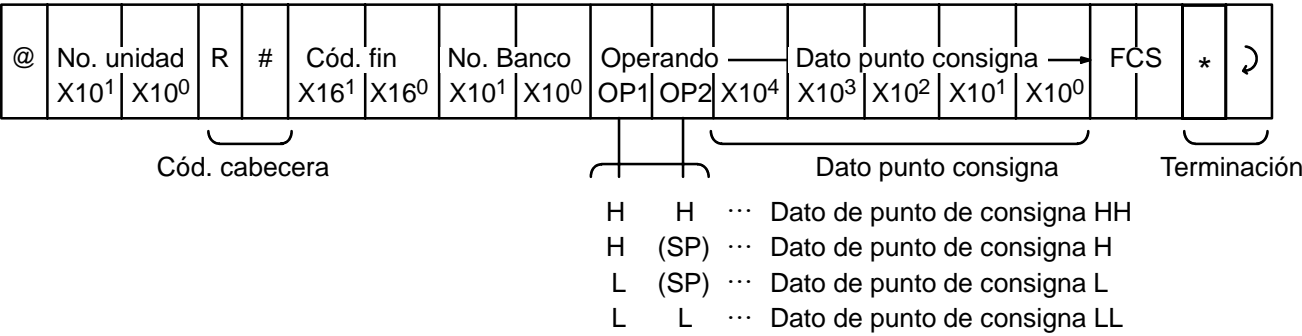 @ No. unidad R # Cód. fin No. Banco Operando Dato punto consigna FCS *
X10¹ X10⁰ X16¹ X16⁰ X10¹ X10⁰ OP1 OP2 X10⁴ X10³ X10² X10¹ X10⁰
Cód. cabecera Dato punto consigna Terminación
H H ··· Dato de punto de consigna HH
H (SP) ··· Dato de punto de consigna H
L (SP) ··· Dato de punto de consigna L
L L ··· Dato de punto de consigna LL